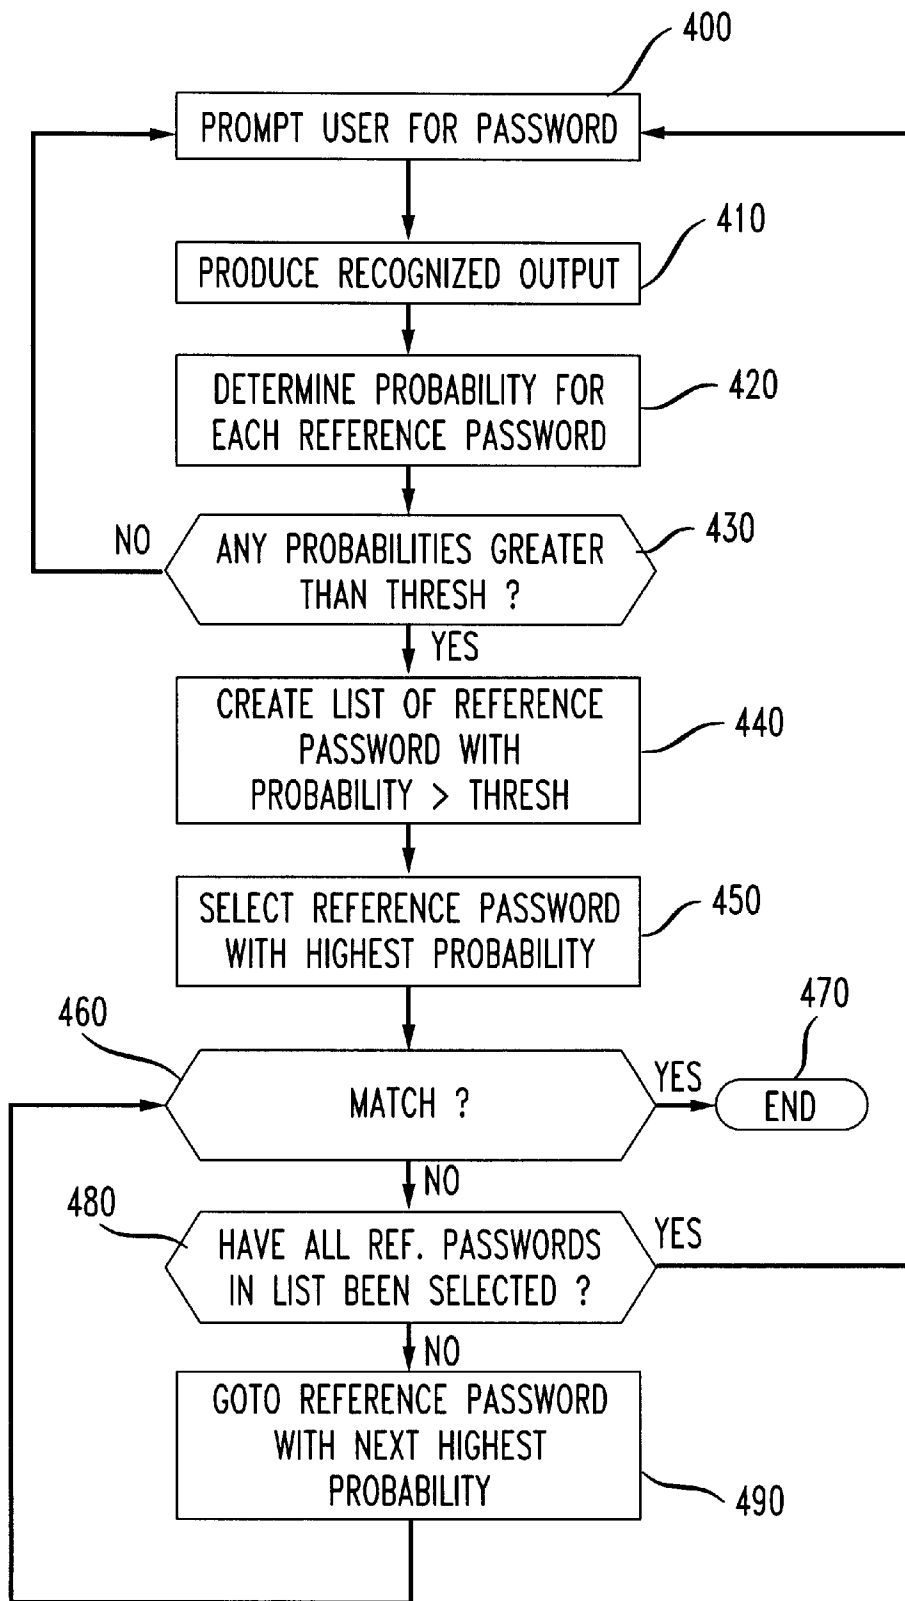 400
PROMPT USER FOR PASSWORD
410
PRODUCE RECOGNIZED OUTPUT
420
DETERMINE PROBABILITY FOR
EACH REFERENCE PASSWORD
430
NO
ANY PROBABILITIES GREATER
THAN THRESH ?
YES
440
CREATE LIST OF REFERENCE
PASSWORD WITH
PROBABILITY > THRESH
450
SELECT REFERENCE PASSWORD
WITH HIGHEST PROBABILITY
460
MATCH ?
YES
470
END
NO
480
HAVE ALL REF. PASSWORDS
IN LIST BEEN SELECTED ?
YES
NO
GOTO REFERENCE PASSWORD
WITH NEXT HIGHEST
PROBABILITY
490